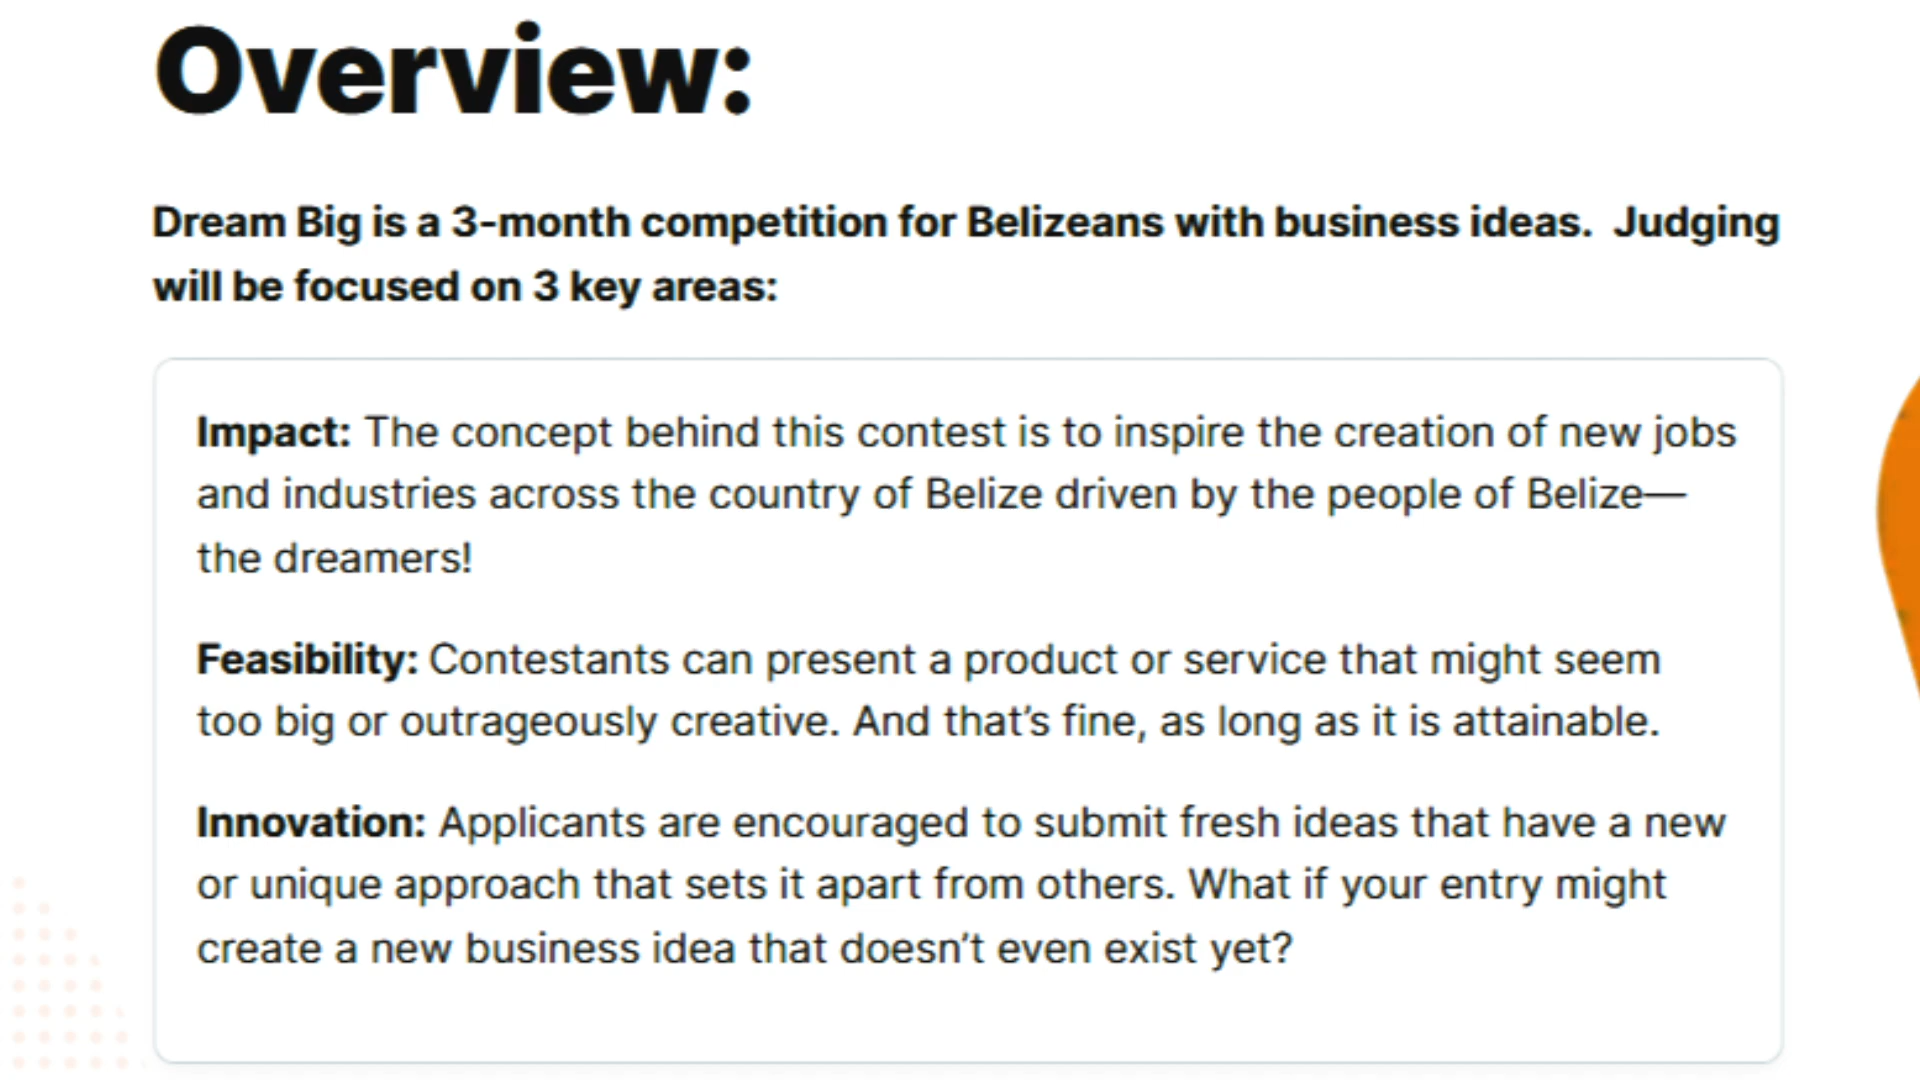 Overview:
Dream Big is a 3-month competition for Belizeans with business ideas.  Judging
will be focused on 3 key areas:
Impact: The concept behind this contest is to inspire the creation of new jobs
and industries across the country of Belize driven by the people of Belize—
the dreamers!
Feasibility: Contestants can present a product or service that might seem
too big or outrageously creative. And that’s fine, as long as it is attainable.
Innovation: Applicants are encouraged to submit fresh ideas that have a new
or unique approach that sets it apart from others. What if your entry might
create a new business idea that doesn’t even exist yet?